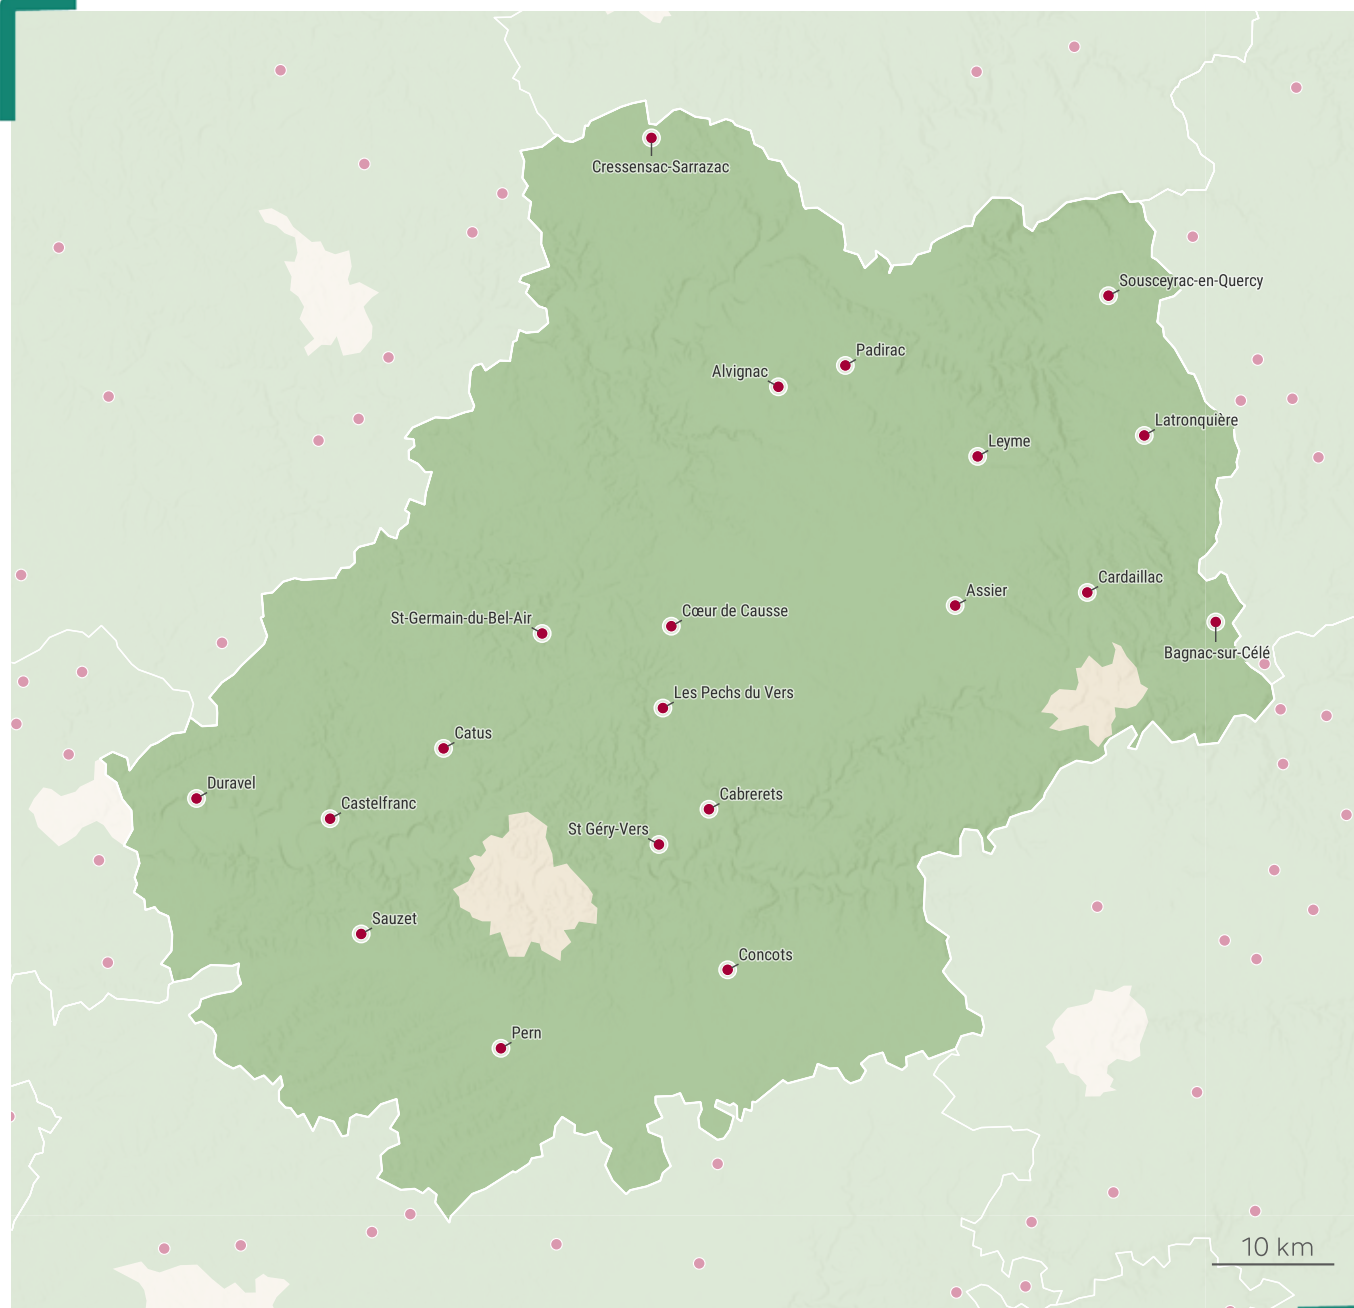 Cressensac-Sarrazac
Sousceyrac-en-Quercy
Padirac
Alvignac
Latronquière
Leyme
Cardaillac
Assier
Cœur de Causse
St-Germain-du-Bel-Air
Bagnac-sur-Célé
Les Pechs du Vers
Catus
Duravel
Cabrerets
Castelfranc
St Géry-Vers
Sauzet
Concots
Pern
10 km